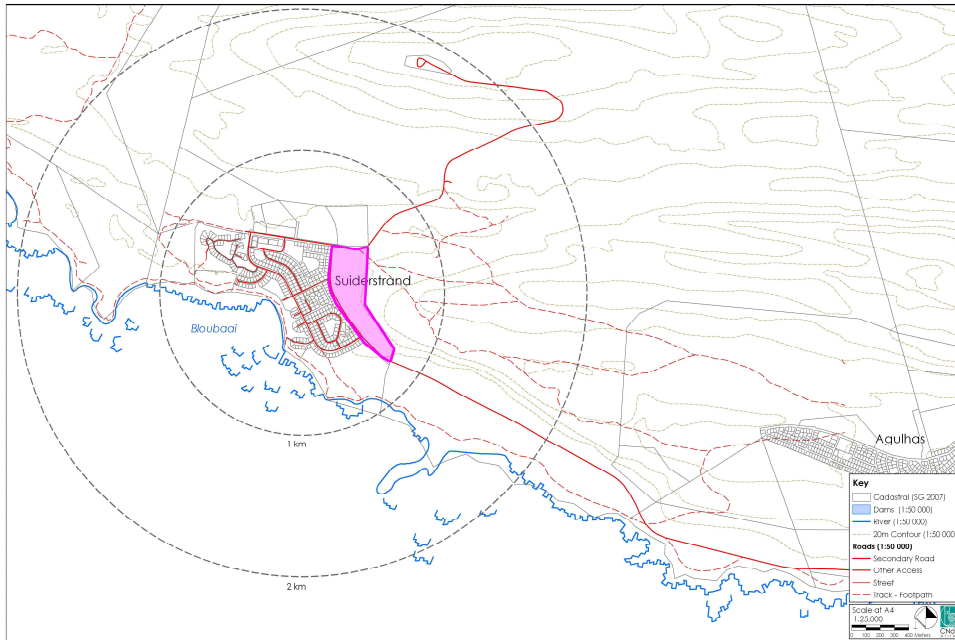 Suiderstrand
Bloubaai
1 km
Agulhas
2 km
Key
Cadastral (SG 2007)
Dams (1:50 000)
River (1:50 000)
20m Contour (1:50 000)
Roads (1:50 000)
Secondary Road
Other Access
Street
Track - Footpath
Scale at A4
1:25,000
0 100 200 300 400 Meters